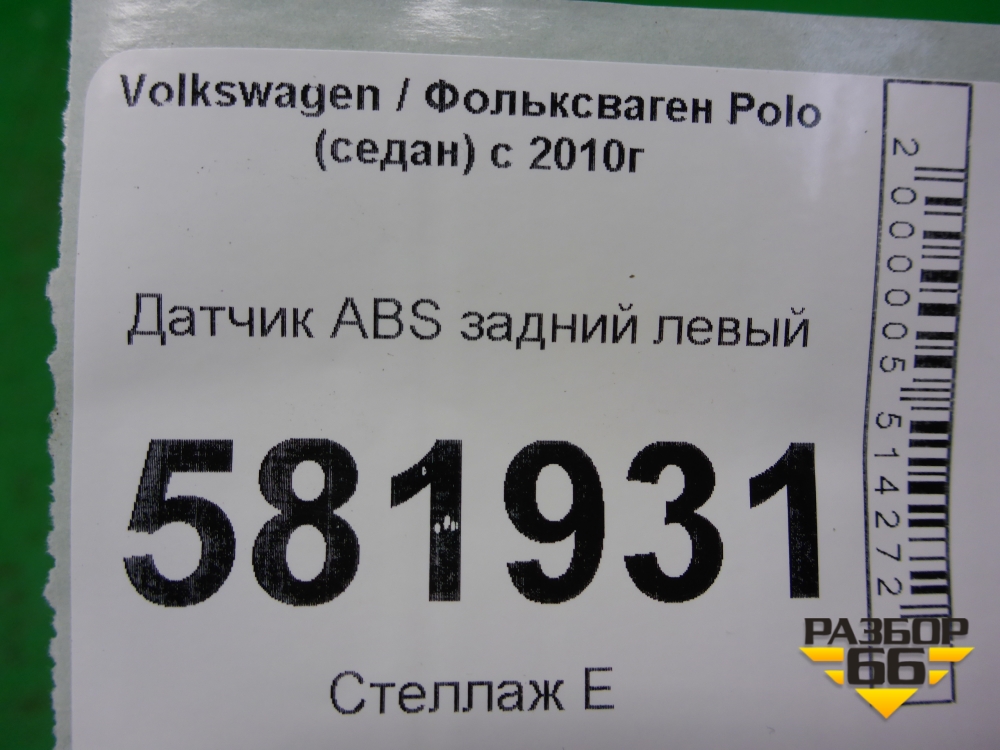 Volkswagen / Фольксваген Polo
(седан) с 2010г
Датчик ABS задний левый
581931
Стеллаж Е
2000005514272
РАЗБОР
66